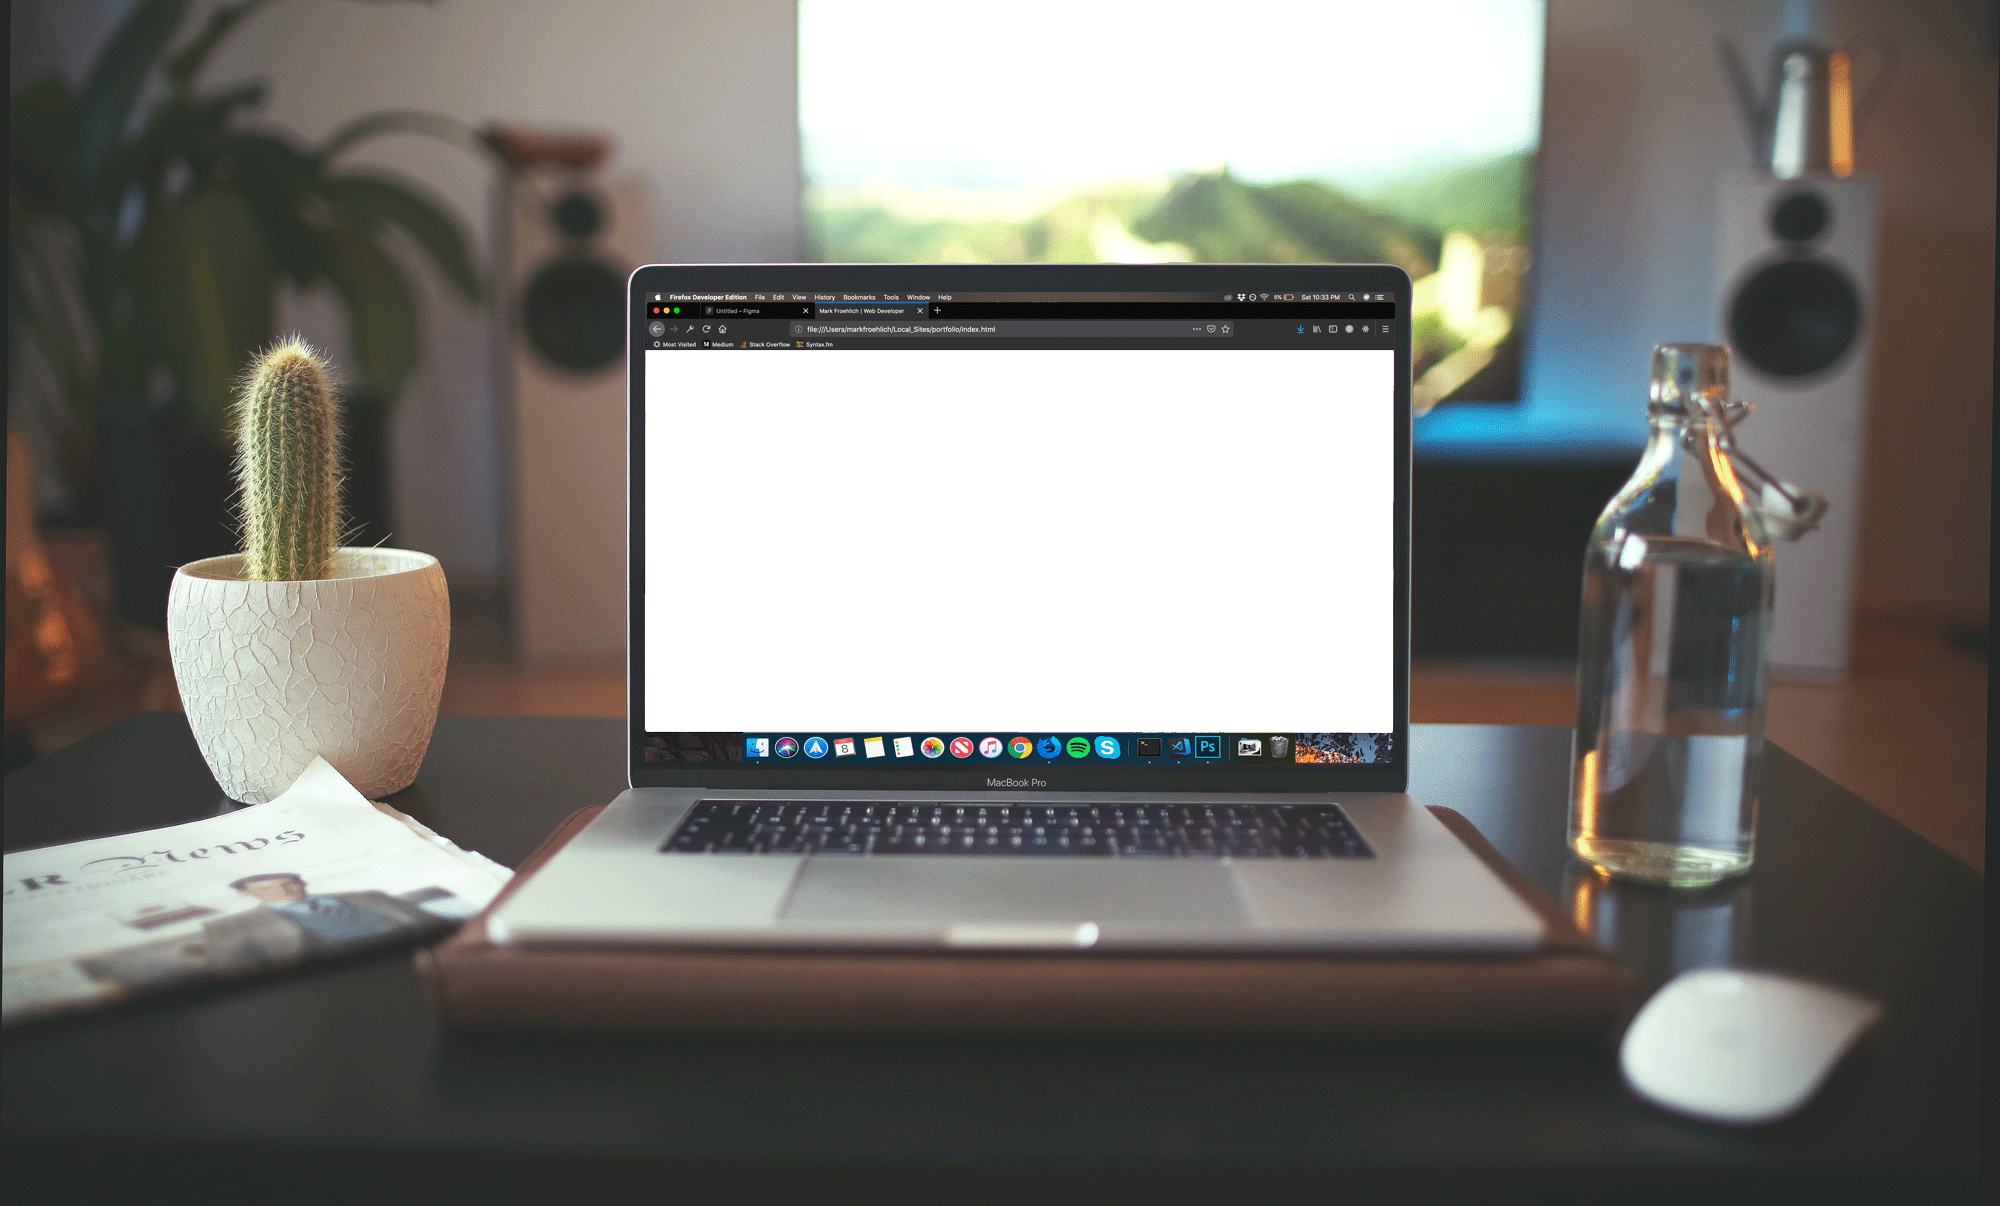 Firefox Developer Edition File Edit View History Bookmarks Tools Window Help 5% Sat 10:33 PM
Untitled – Figma Mark Froehlich | Web Developer
file:///Users/markfroehlich/Local_Sites/portfolio/index.html
Most Visited M Medium Stack Overflow Syntax.fm
8 S Ps
MacBook Pro
R News